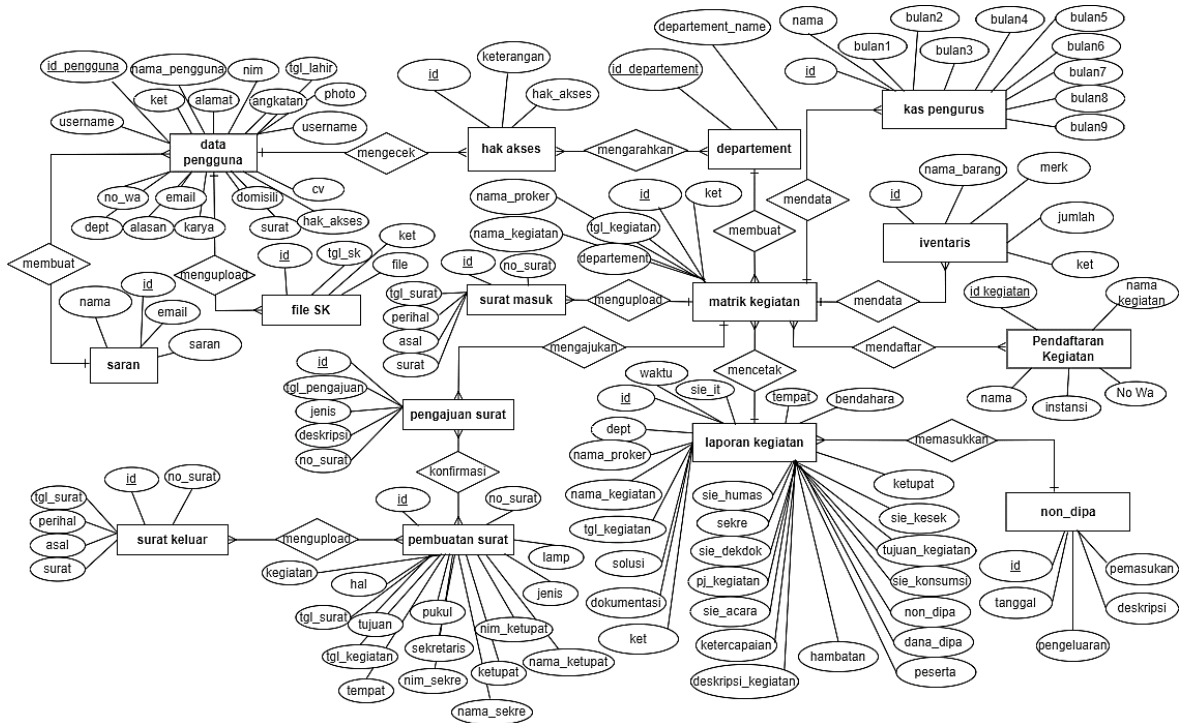 departement_name
nama
bulan2
bulan4
bulan5
bulan1
bulan3
bulan6
id
bulan7
bulan8
bulan9
kas pengurus
id_pengguna
nama_pengguna
nim
tgl_lahir
ket
alamat
angkatan
photo
username
username
data
pengguna
no_wa
email
domisili
cv
dept
alasan
karya
surat
hak_akses
mengecek
id
keterangan
hak_akses
hak akses
mengarahkan
id_departement
departement
membuat
mendata
nama_barang
merk
id
jumlah
iventaris
ket
nama_proker
id
ket
tgl_kegiatan
nama_kegiatan
departement
membuat
mengupload
id
tgl_sk
ket
file
file SK
id
nama
email
saran
saran
id
no_surat
tgl_surat
perihal
asal
surat
surat masuk
mengupload
matrik kegiatan
mendata
id kegiatan
nama
kegiatan
mendaftar
Pendaftaran
Kegiatan
nama
instansi
No Wa
mengajukan
mencetak
id
tgl_pengajuan
jenis
deskripsi
no_surat
pengajuan surat
konfirmasi
waktu
sie_it
tempat
bendahara
id
dept
nama_proker
laporan kegiatan
memasukkan
nama_kegiatan
tgl_kegiatan
solusi
dokumentasi
ket
sie_humas
sekre
sie_dekdok
pj_kegiatan
sie_acara
ketercapaian
deskripsi_kegiatan
hambatan
ketupat
sie_kesek
tujuan_kegiatan
sie_konsumsi
non_dipa
dana_dipa
peserta
non_dipa
id
tanggal
pengeluaran
pemasukan
deskripsi
id
no_surat
tgl_surat
perihal
asal
surat
surat keluar
mengupload
id
no_surat
pembuatan surat
kegiatan
hal
lamp
jenis
tgl_surat
tujuan
pukul
nim_ketupat
tgl_kegiatan
sekretaris
nama_ketupat
tempat
nim_sekre
ketupat
nama_sekre